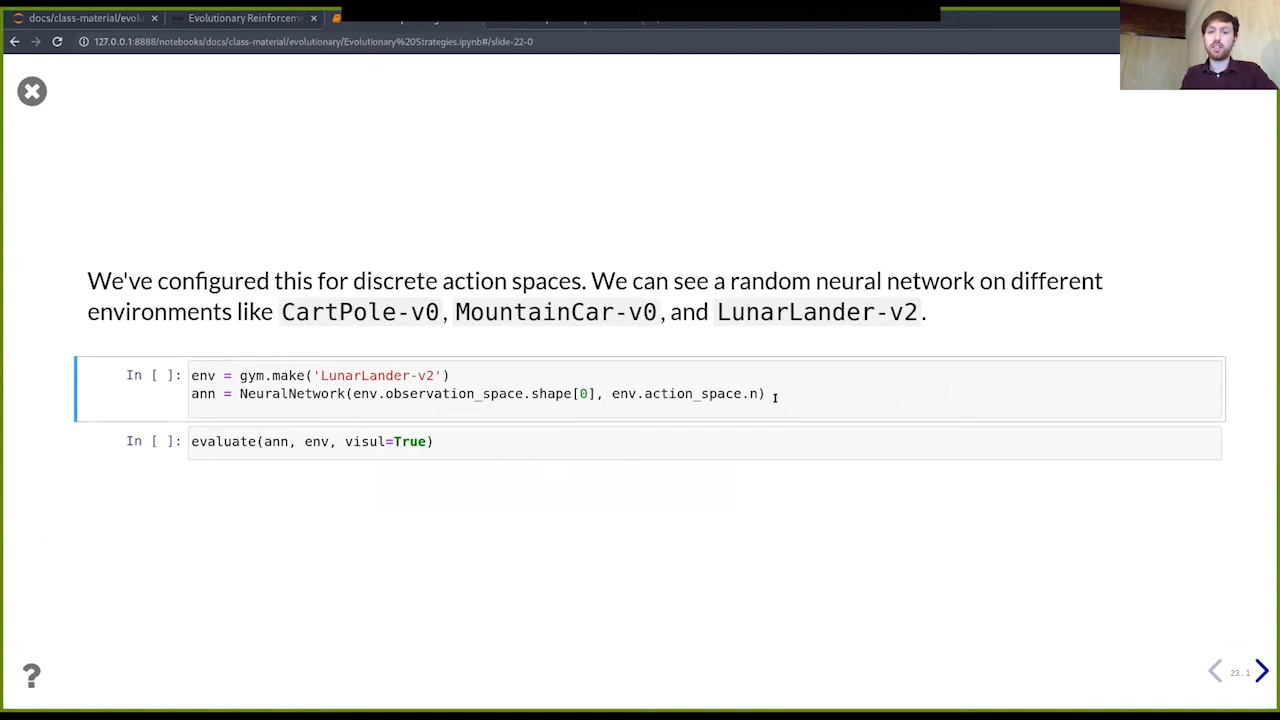 docs/class-material/evolu
Evolutionary Reinforcem
127.0.0.1:8888/notebooks/docs/class-material/evolutionary/Evolutionary%20Strategies.ipynb#/slide-22-0
We've configured this for discrete action spaces. We can see a random neural network on different
environments like CartPole-v0, MountainCar-v0, and LunarLander-v2.
In [ ]: env = gym.make('LunarLander-v2')
ann = NeuralNetwork(env.observation_space.shape[0], env.action_space.n)
In [ ]: evaluate(ann, env, visul=True)
?
23.1